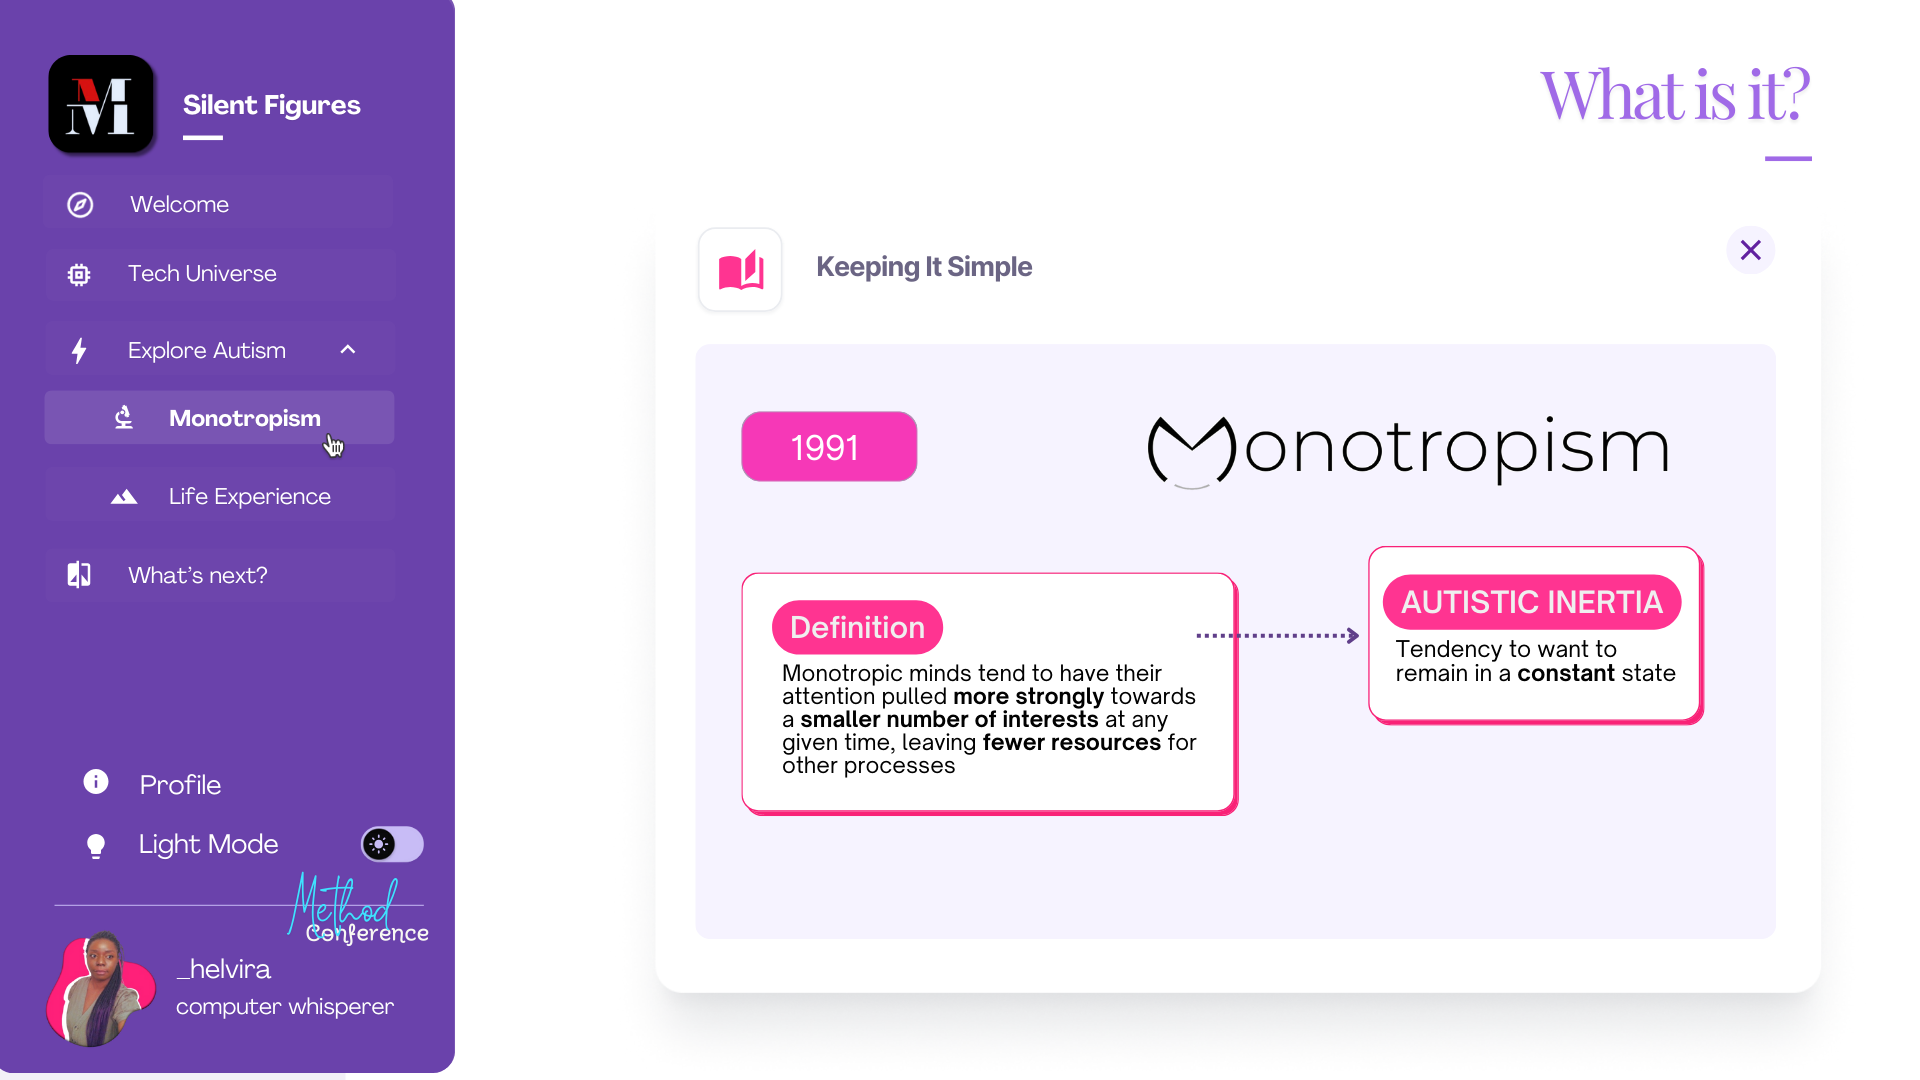 Silent Figures
Welcome
Tech Universe
Explore Autism
Monotropism
Life Experience
What's next?
Profile
Light Mode
Method
Conference
_helvira
computer whisperer
What is it?
Keeping It Simple
1991
Monotropism
Definition
Monotropic minds tend to have their
attention pulled more strongly towards
a smaller number of interests at any
given time, leaving fewer resources for
other processes
AUTISTIC INERTIA
Tendency to want to
remain in a constant state